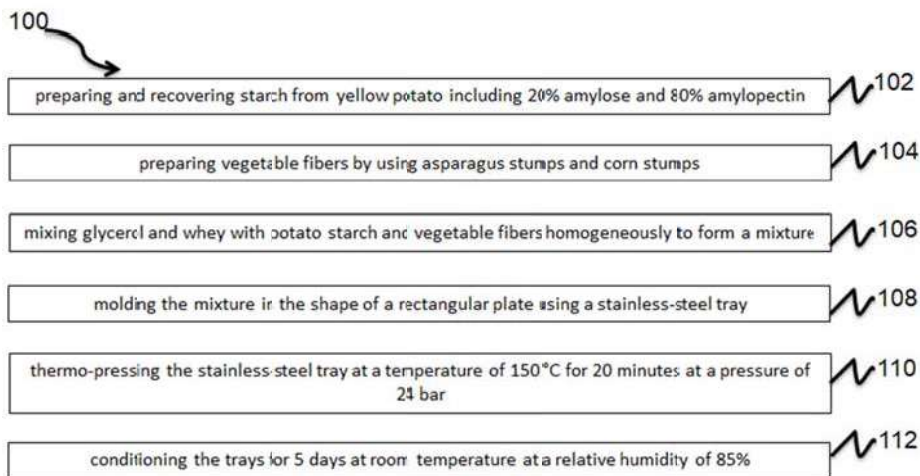 100
preparing and recovering starch from yellow potato including 20% amylose and 80% amylopectin
102
preparing vegetable fibers by using asparagus stumps and corn stumps
104
mixing glycerol and whey with potato starch and vegetable fibers homogeneously to form a mixture
106
molding the mixture in the shape of a rectangular plate using a stainless-steel tray
108
thermo-pressing the stainless-steel tray at a temperature of 150°C for 20 minutes at a pressure of
bar
110
conditioning the trays for 5 days at room temperature at a relative humidity of 85%
112